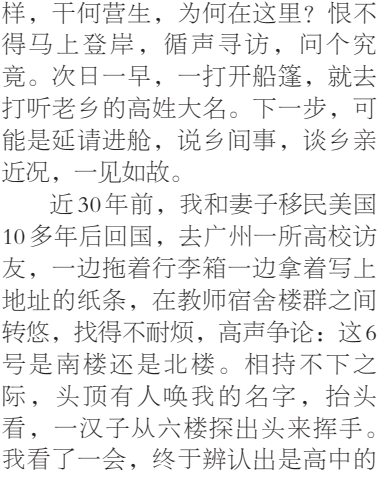 样，干何营生，为何在这里？恨不
得马上登岸，循声寻访，问个究
竟。次日一早，一打开船篷，就去
打听老乡的高姓大名。下一步，可
能是延请进舱，说乡间事，谈乡亲
近况，一见如故。
近30年前，我和妻子移民美国
10多年后回国，去广州一所高校访
友，一边拖着行李箱一边拿着写上
地址的纸条，在教师宿舍楼群之间
转悠，找得不耐烦，高声争论：这6
号是南楼还是北楼。相持不下之
际，头顶有人唤我的名字，抬头
看，一汉子从六楼探出头来挥手。
我看了一会，终于辨认出是高中的